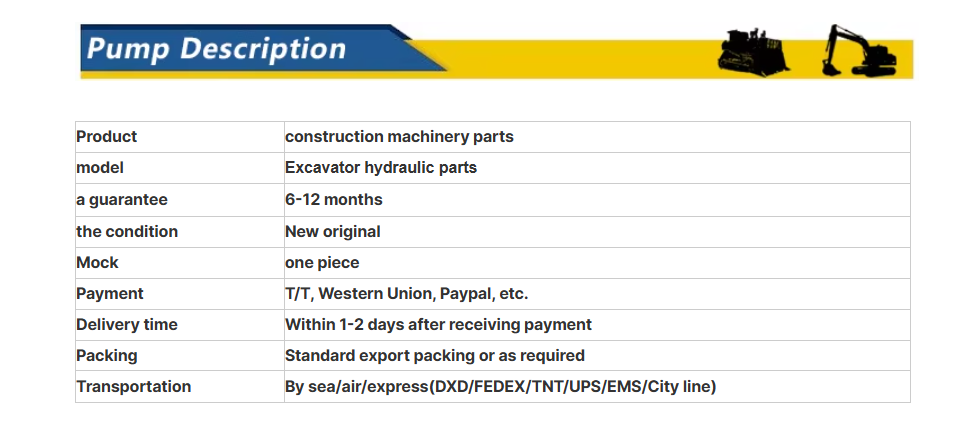 Pump Description
Product construction machinery parts
model Excavator hydraulic parts
a guarantee 6-12 months
the condition New original
Mock one piece
Payment T/T, Western Union, Paypal, etc.
Delivery time Within 1-2 days after receiving payment
Packing Standard export packing or as required
Transportation By sea/air/express(DXD/FEDEX/TNT/UPS/EMS/City line)